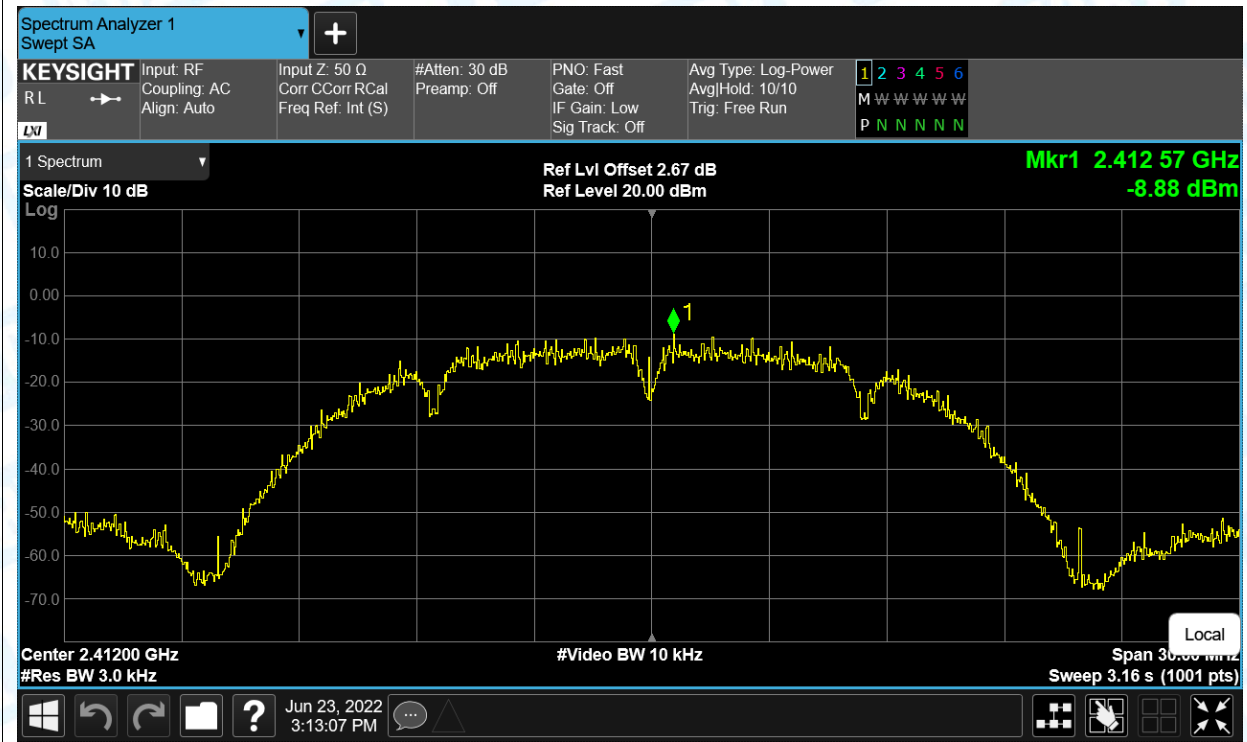 Spectrum Analyzer 1
Swept SA
KEYSIGHT
R L
LXI
Input: RF
Coupling: AC
Align: Auto
Input Z: 50 Ω
Corr CCorr RCal
Freq Ref: Int (S)
#Atten: 30 dB
Preamp: Off
PNO: Fast
Gate: Off
IF Gain: Low
Sig Track: Off
Avg Type: Log-Power
Avg|Hold: 10/10
Trig: Free Run
1 2 3 4 5 6
M W W W W W
P N N N N N
1 Spectrum
Scale/Div 10 dB
Log
Ref Lvl Offset 2.67 dB
Ref Level 20.00 dBm
Mkr1 2.412 57 GHz
-8.88 dBm
10.0
0.00
1
-10.0
-20.0
-30.0
-40.0
-50.0
-60.0
-70.0
Local
Center 2.41200 GHz
#Video BW 10 kHz
Span 30.00 MHz
#Res BW 3.0 kHz
Sweep 3.16 s (1001 pts)
?
Jun 23, 2022
3:13:07 PM